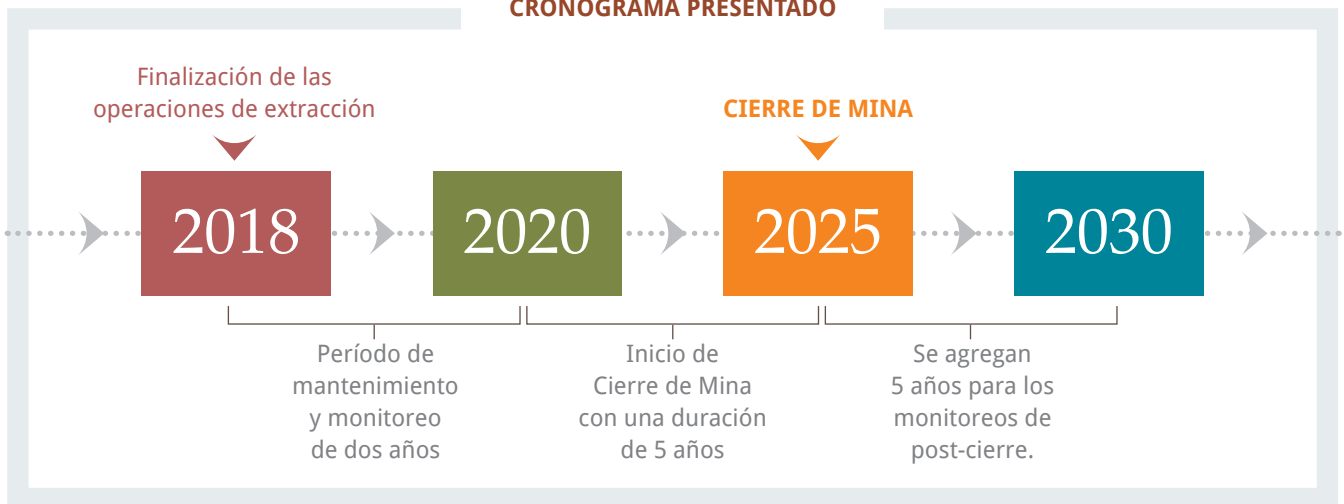 CRONOGRAMA PRESENTADO
Finalización de las
operaciones de extracción
CIERRE DE MINA
2018
2020
2025
2030
Período de
mantenimiento
y monitoreo
de dos años
Inicio de
Cierre de Mina
con una duración
de 5 años
Se agregan
5 años para los
monitoreos de
post-cierre.